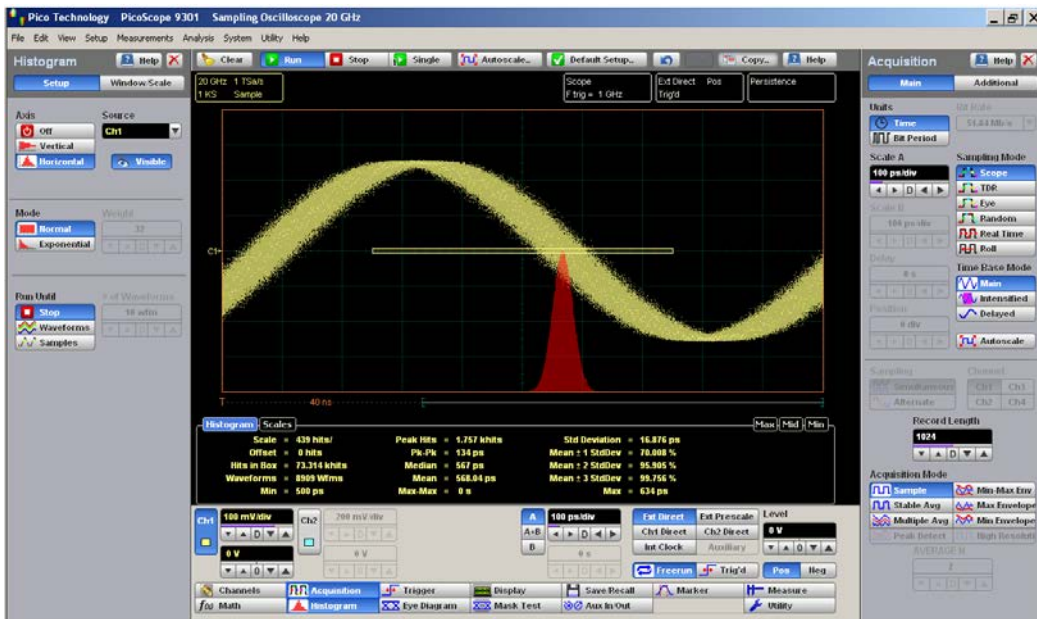 Pico Technology PicoScope 9301 Sampling Oscilloscope 20 GHz
File Edit View Setup Measurements Analysis System Utility Help
Histogram Help
Clear Run Stop Single Autoscale... Default Setup... Copy... Help
Acquisition Help
Setup Window/Scale
20 GHz 1 TSa/s
1 KS Sample
Scope
F trig = 1 GHz
Ext Direct Pos
Trig'd
Persistence
Main Additional
Axis Source
Off Ch1
Vertical
Horizontal Visible
Mode Weight
Normal 32
Exponential D
Run Until # of Waveforms
Stop 10 wfm
Waveforms D
Samples
C1
T 40 ns
Units Bit Rate
Time 51.84 Mb/s
Bit Period
Scale A Sampling Mode
100 ps/div Scope
D TDR
Scale B Eye
100 ps/div Random
D Real Time
Delay Roll
0 s Time Base Mode
D Main
Position Intensified
0 div Delayed
D Autoscale
Sampling Channel
Simultaneous Ch1 Ch3
Alternate Ch2 Ch4
Record Length
1024
D
Acquisition Mode
Sample Min-Max Env
Stable Avg Max Envelope
Multiple Avg Min Envelope
Peak Detect High Resoluti
AVERAGE N
2
D
Histogram Scales Max Mid Min
Scale = 439 hits/ Peak Hits = 1.757 khits Std Deviation = 16.876 ps
Offset = 0 hits Pk-Pk = 134 ps Mean ± 1 StdDev = 70.008 %
Hits in Box = 73.314 khits Median = 567 ps Mean ± 2 StdDev = 95.905 %
Waveforms = 8909 Wfms Mean = 568.04 ps Mean ± 3 StdDev = 99.756 %
Min = 500 ps Max-Max = 0 s Max = 634 ps
Ch1 100 mV/div Ch2 200 mV/div A 100 ps/div Ext Direct Ext Prescale Level
D D A+B D Ch1 Direct Ch2 Direct 0 V
0 V 0 V B 0 s Int Clock Auxiliary D
0 0 D Freerun Trig'd Pos Neg
Channels Acquisition Trigger Display Save/Recall Marker Measure
f(x) Math Histogram Eye Diagram Mask Test Aux In/Out Utility